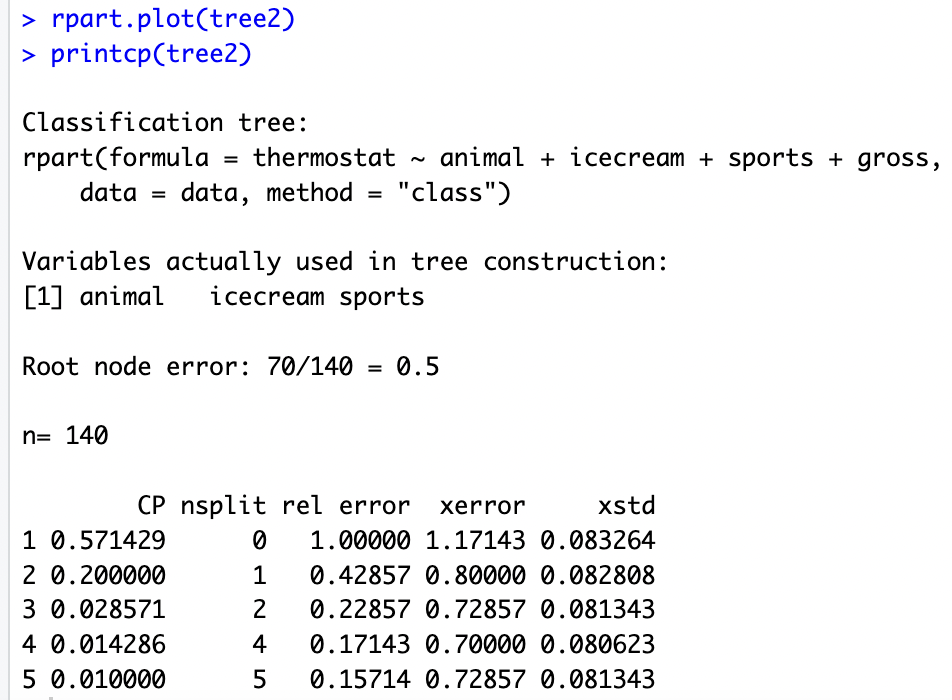 > rpart.plot(tree2)
> printcp(tree2)
Classification tree:
rpart(formula = thermostat ~ animal + icecream + sports + gross,
    data = data, method = "class")
Variables actually used in tree construction:
[1] animal   icecream sports
Root node error: 70/140 = 0.5
n= 140
        CP nsplit rel error  xerror     xstd
1 0.571429      0   1.00000 1.17143 0.083264
2 0.200000      1   0.42857 0.80000 0.082808
3 0.028571      2   0.22857 0.72857 0.081343
4 0.014286      4   0.17143 0.70000 0.080623
5 0.010000      5   0.15714 0.72857 0.081343